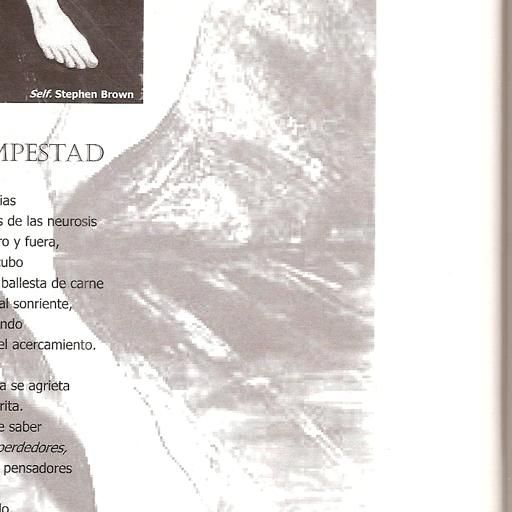 Self. Stephen Brown
MPESTAD
ias
s de las neurosis
ro y fuera,
cubo
ballesta de carne
al sonriente,
ndo
el acercamiento.
a se agrieta
rita.
e saber
perdedores,
pensadores
lo